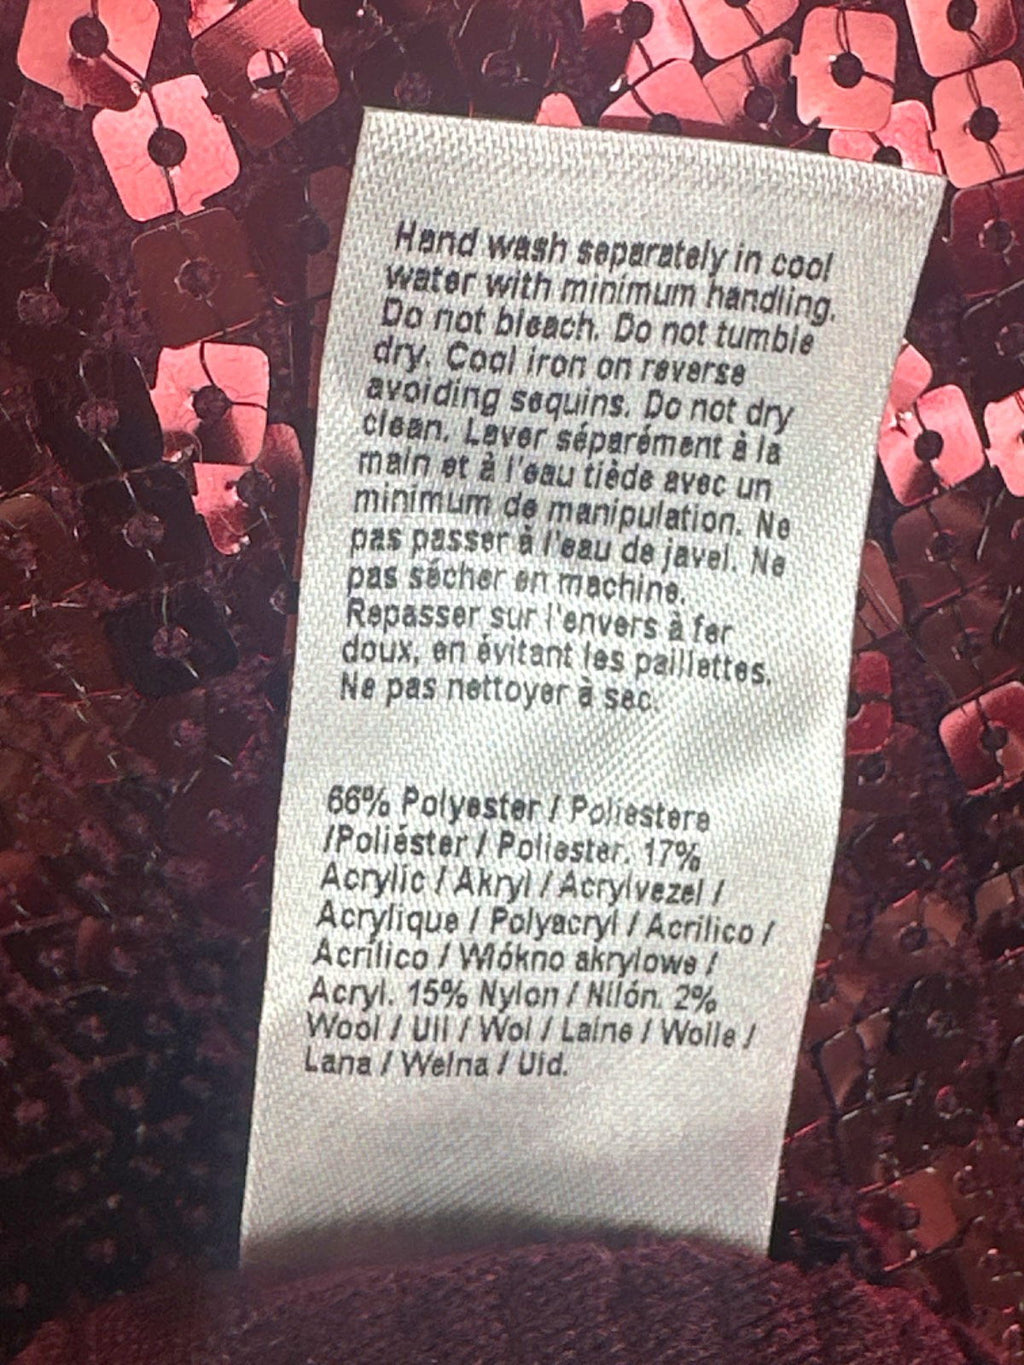 Hand wash separately in cool
water with minimum handling.
Do not bleach. Do not tumble
dry. Cool iron on reverse
avoiding sequins. Do not dry
clean. Laver séparément à la
main et à l'eau tiède avec un
minimum de manipulation. Ne
pas passer à l'eau de javel. Ne
pas sécher en machine.
Repasser sur l'envers à fer
doux, en évitant les paillettes.
Ne pas nettoyer à sec.
66% Polyester / Poliestere
/Poliéster / Poliester. 17%
Acrylic / Akryl / Acrylvezel /
Acrylique / Polyacryl / Acrilico /
Acrílico / Włókno akrylowe /
Acryl. 15% Nylon / Nilón. 2%
Wool / Ull / Wol / Laine / Wolle /
Lana / Wełna / Uld.